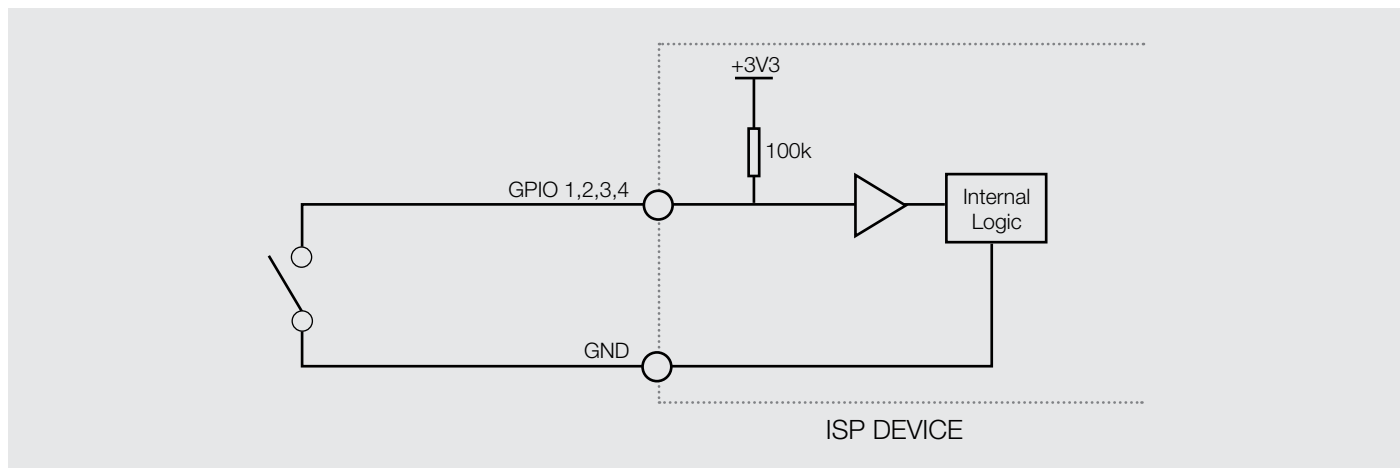 +3V3
100k
GPIO 1,2,3,4
Internal
Logic
GND
ISP DEVICE